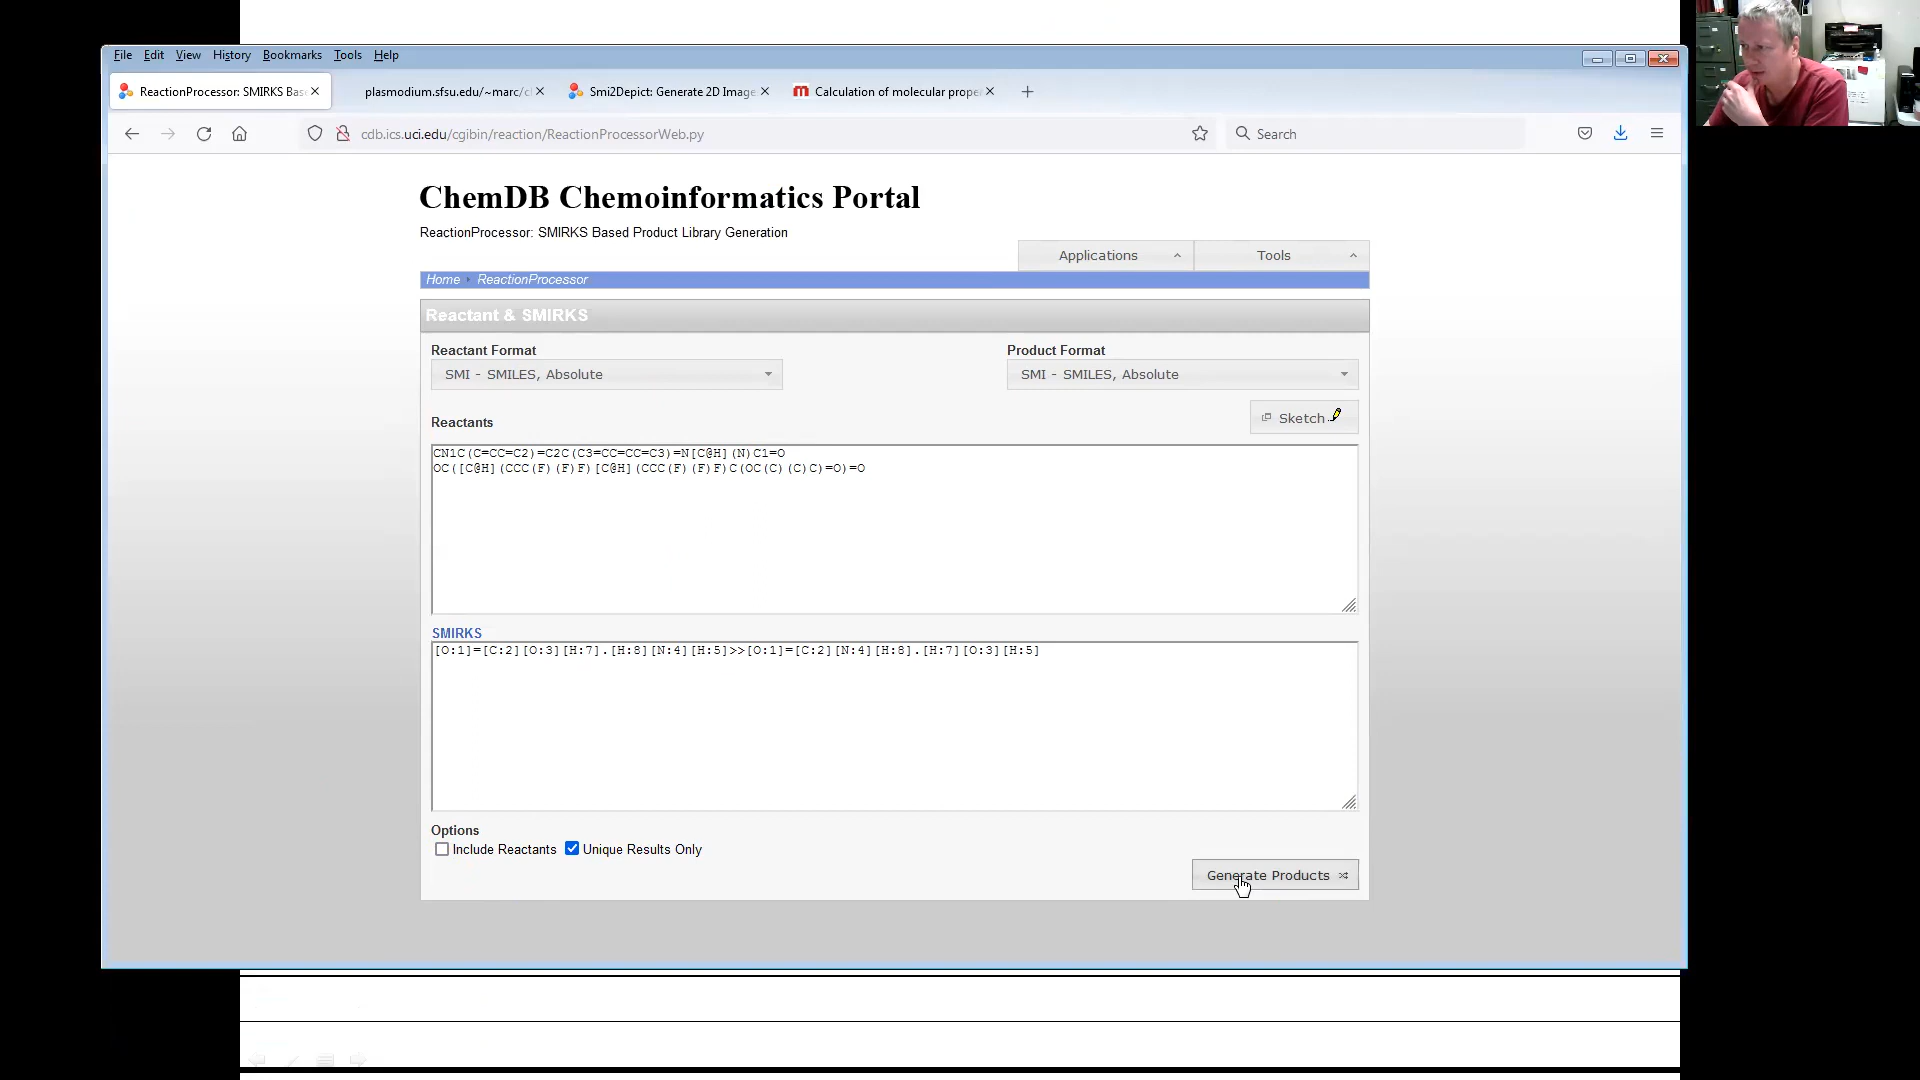 File Edit View History Bookmarks Tools Help
ReactionProcessor: SMIRKS Bas
plasmodium.sfsu.edu/~marc/c
Smi2Depict: Generate 2D Image
Calculation of molecular prope
cdb.ics.uci.edu/cgibin/reaction/ReactionProcessorWeb.py
Search
ChemDB Chemoinformatics Portal
ReactionProcessor: SMIRKS Based Product Library Generation
Applications
Tools
Home ReactionProcessor
Reactant & SMIRKS
Reactant Format
Product Format
SMI - SMILES, Absolute
SMI - SMILES, Absolute
Sketch
Reactants
CN1C(C=CC=C2)=C2C(C3=CC=CC=C3)=N[C@H](N)C1=O
OC([C@H](CCC(F)(F)F)[C@H](CCC(F)(F)F)C(OC(C)(C)C)=O)=O
SMIRKS
[O:1]=[C:2][O:3][H:7].[H:8][N:4][H:5]>>[O:1]=[C:2][N:4][H:8].[H:7][O:3][H:5]
Options
Include Reactants
Unique Results Only
Generate Products